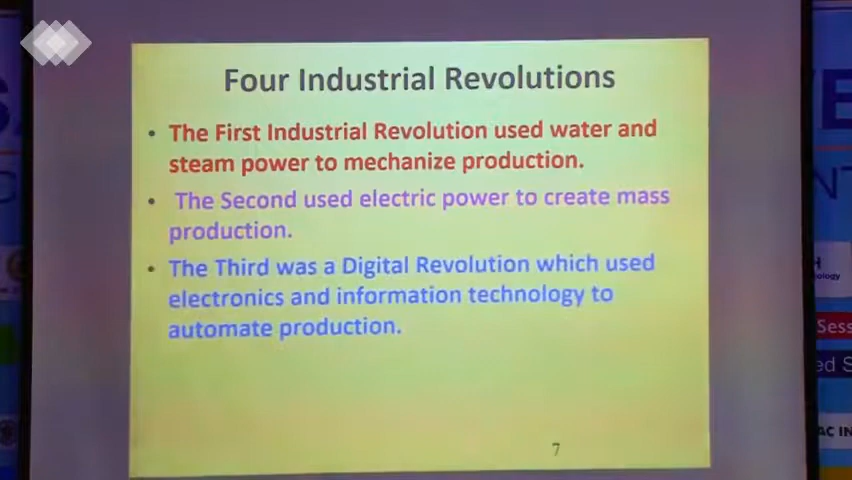 Four Industrial Revolutions
• The First Industrial Revolution used water and
steam power to mechanize production.
• The Second used electric power to create mass
production.
• The Third was a Digital Revolution which used
electronics and information technology to
automate production.
7